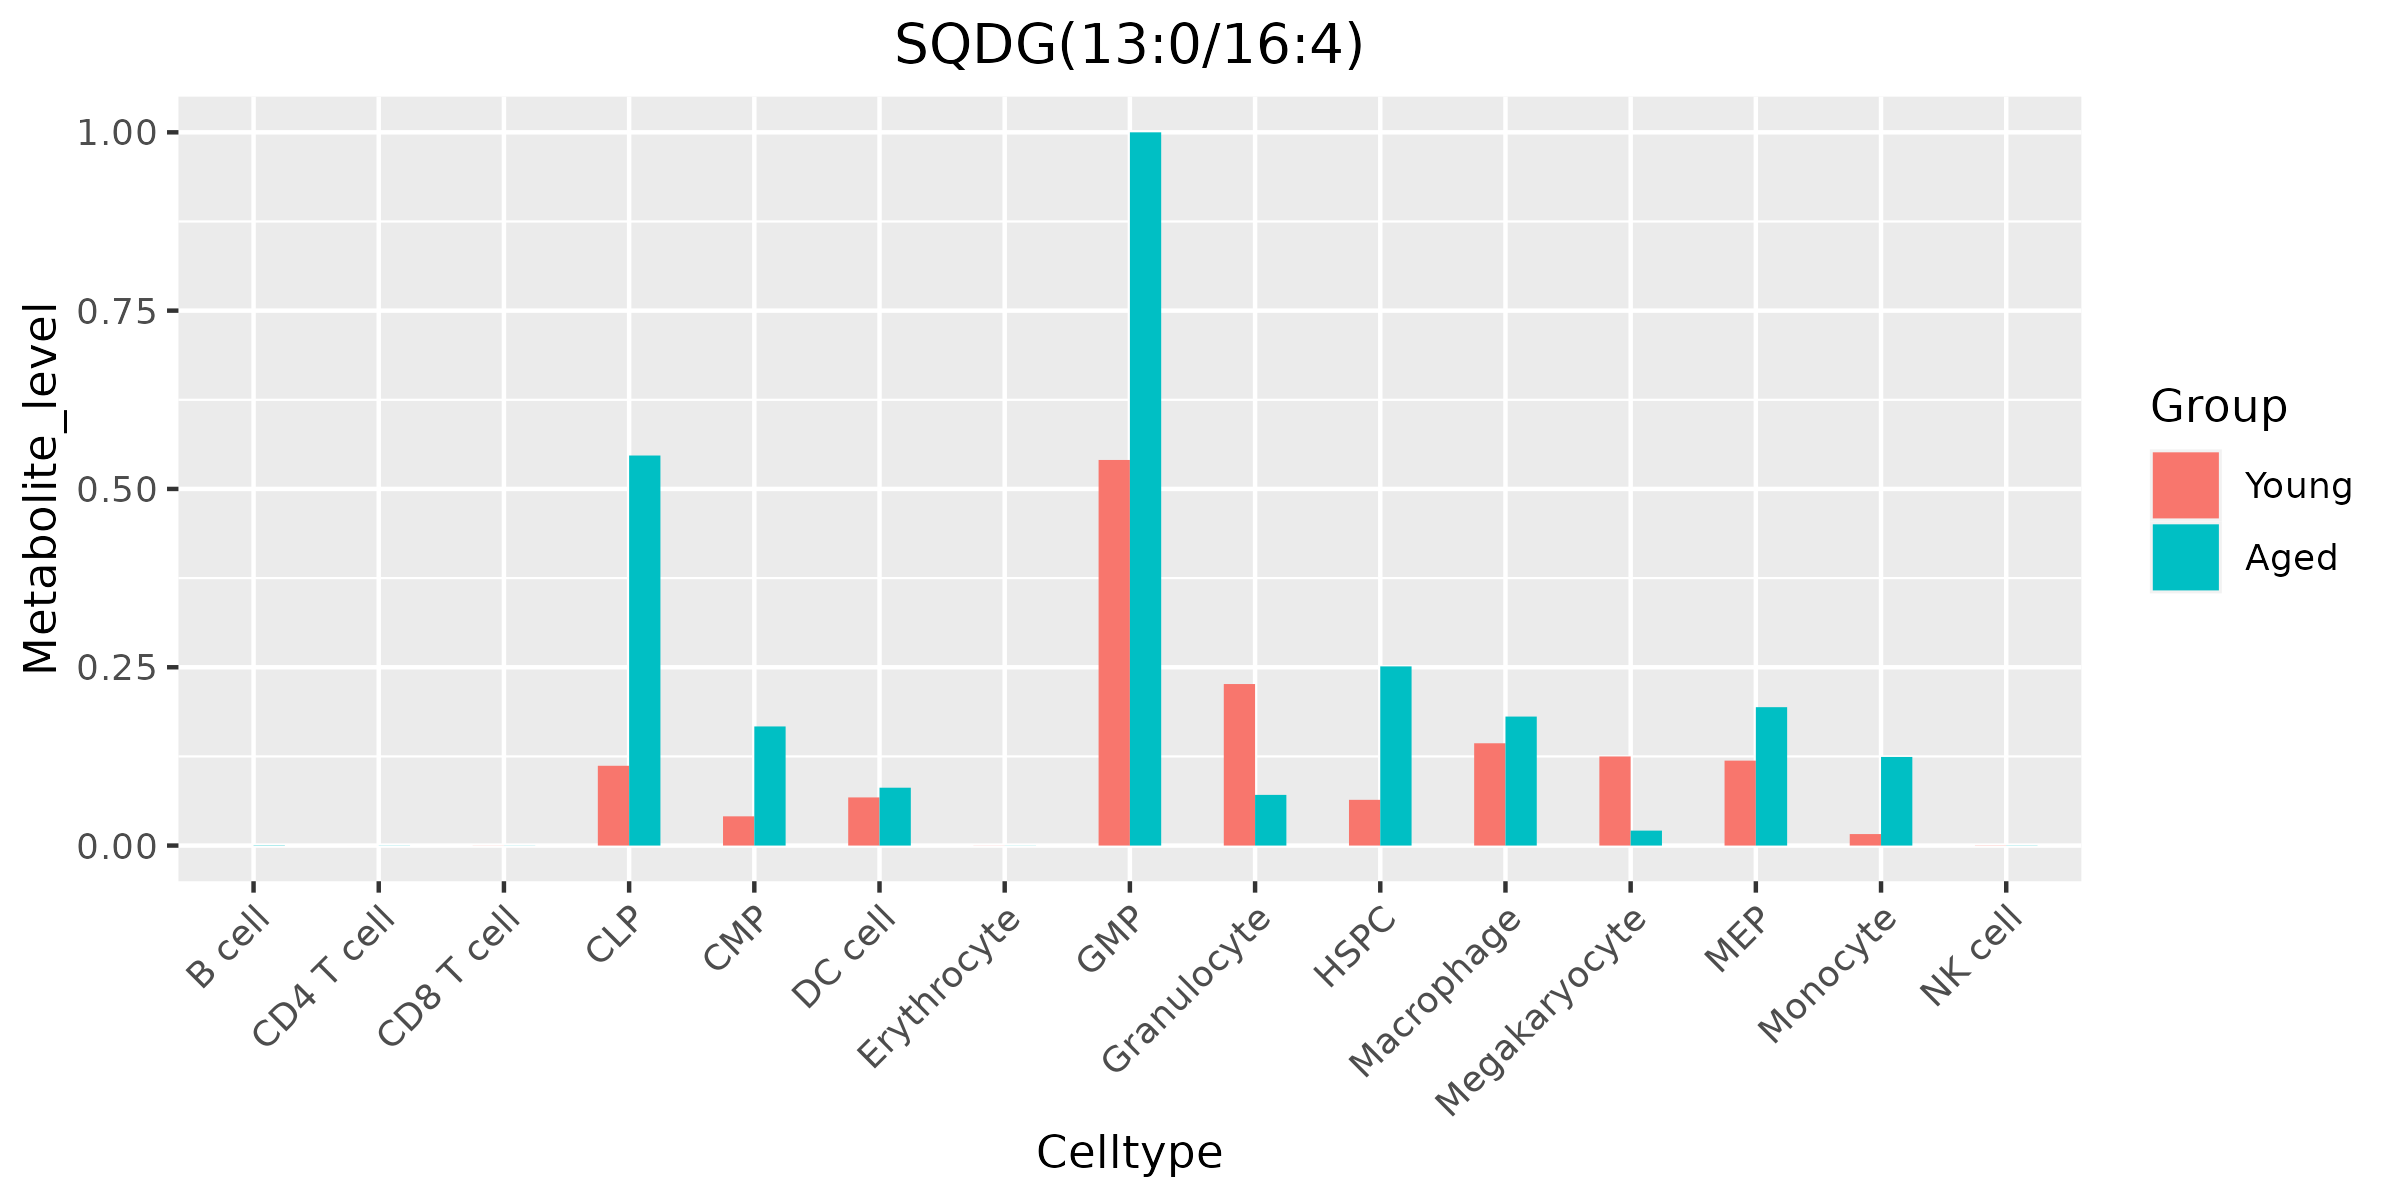 SQDG(13:0/16:4)
Metabolite_level
1.00
0.75
0.50
0.25
0.00
B cell
CD4 T cell
CD8 T cell
CLP
CMP
DC cell
Erythrocyte
GMP
Granulocyte
HSPC
Macrophage
Megakaryocyte
MEP
Monocyte
NK cell
Celltype
Group
Young
Aged